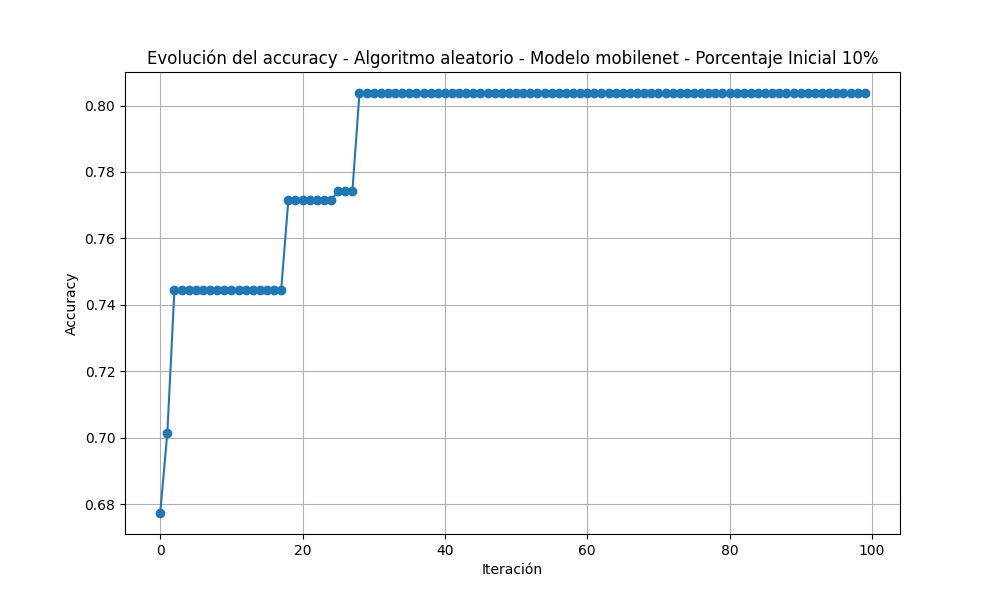 Evolución del accuracy - Algoritmo aleatorio - Modelo mobilenet - Porcentaje Inicial 10%
Accuracy
0.80
0.78
0.76
0.74
0.72
0.70
0.68
0 20 40 60 80 100
Iteración